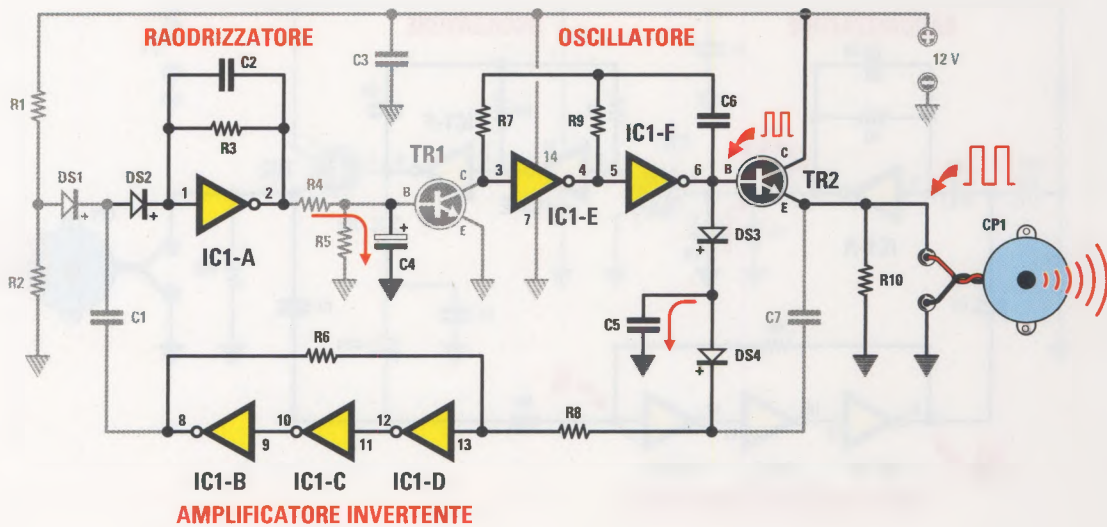 RAODRIZZATORE
OSCILLATORE
C2
C3
12 V
R1
R3
R7
R9
C6
IC1-F
TR1
DS1
DS2
1
2
R4
B
C
E
3
14
4
5
6
B
C
E
TR2
7
IC1-E
IC1-A
R5
C4
DS3
CP1
R2
R10
C1
C5
C7
R6
DS4
8
9
10
11
12
13
R8
IC1-B
IC1-C
IC1-D
AMPLIFICATORE INVERTENTE